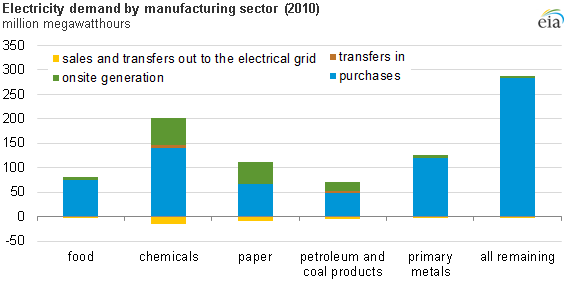 Electricity demand by manufacturing sector (2010)
million megawatthours
eia
350
300
250
200
150
100
50
0
-50
sales and transfers out to the electrical grid
transfers in
onsite generation
purchases
food
chemicals
paper
petroleum and
coal products
primary
metals
all remaining